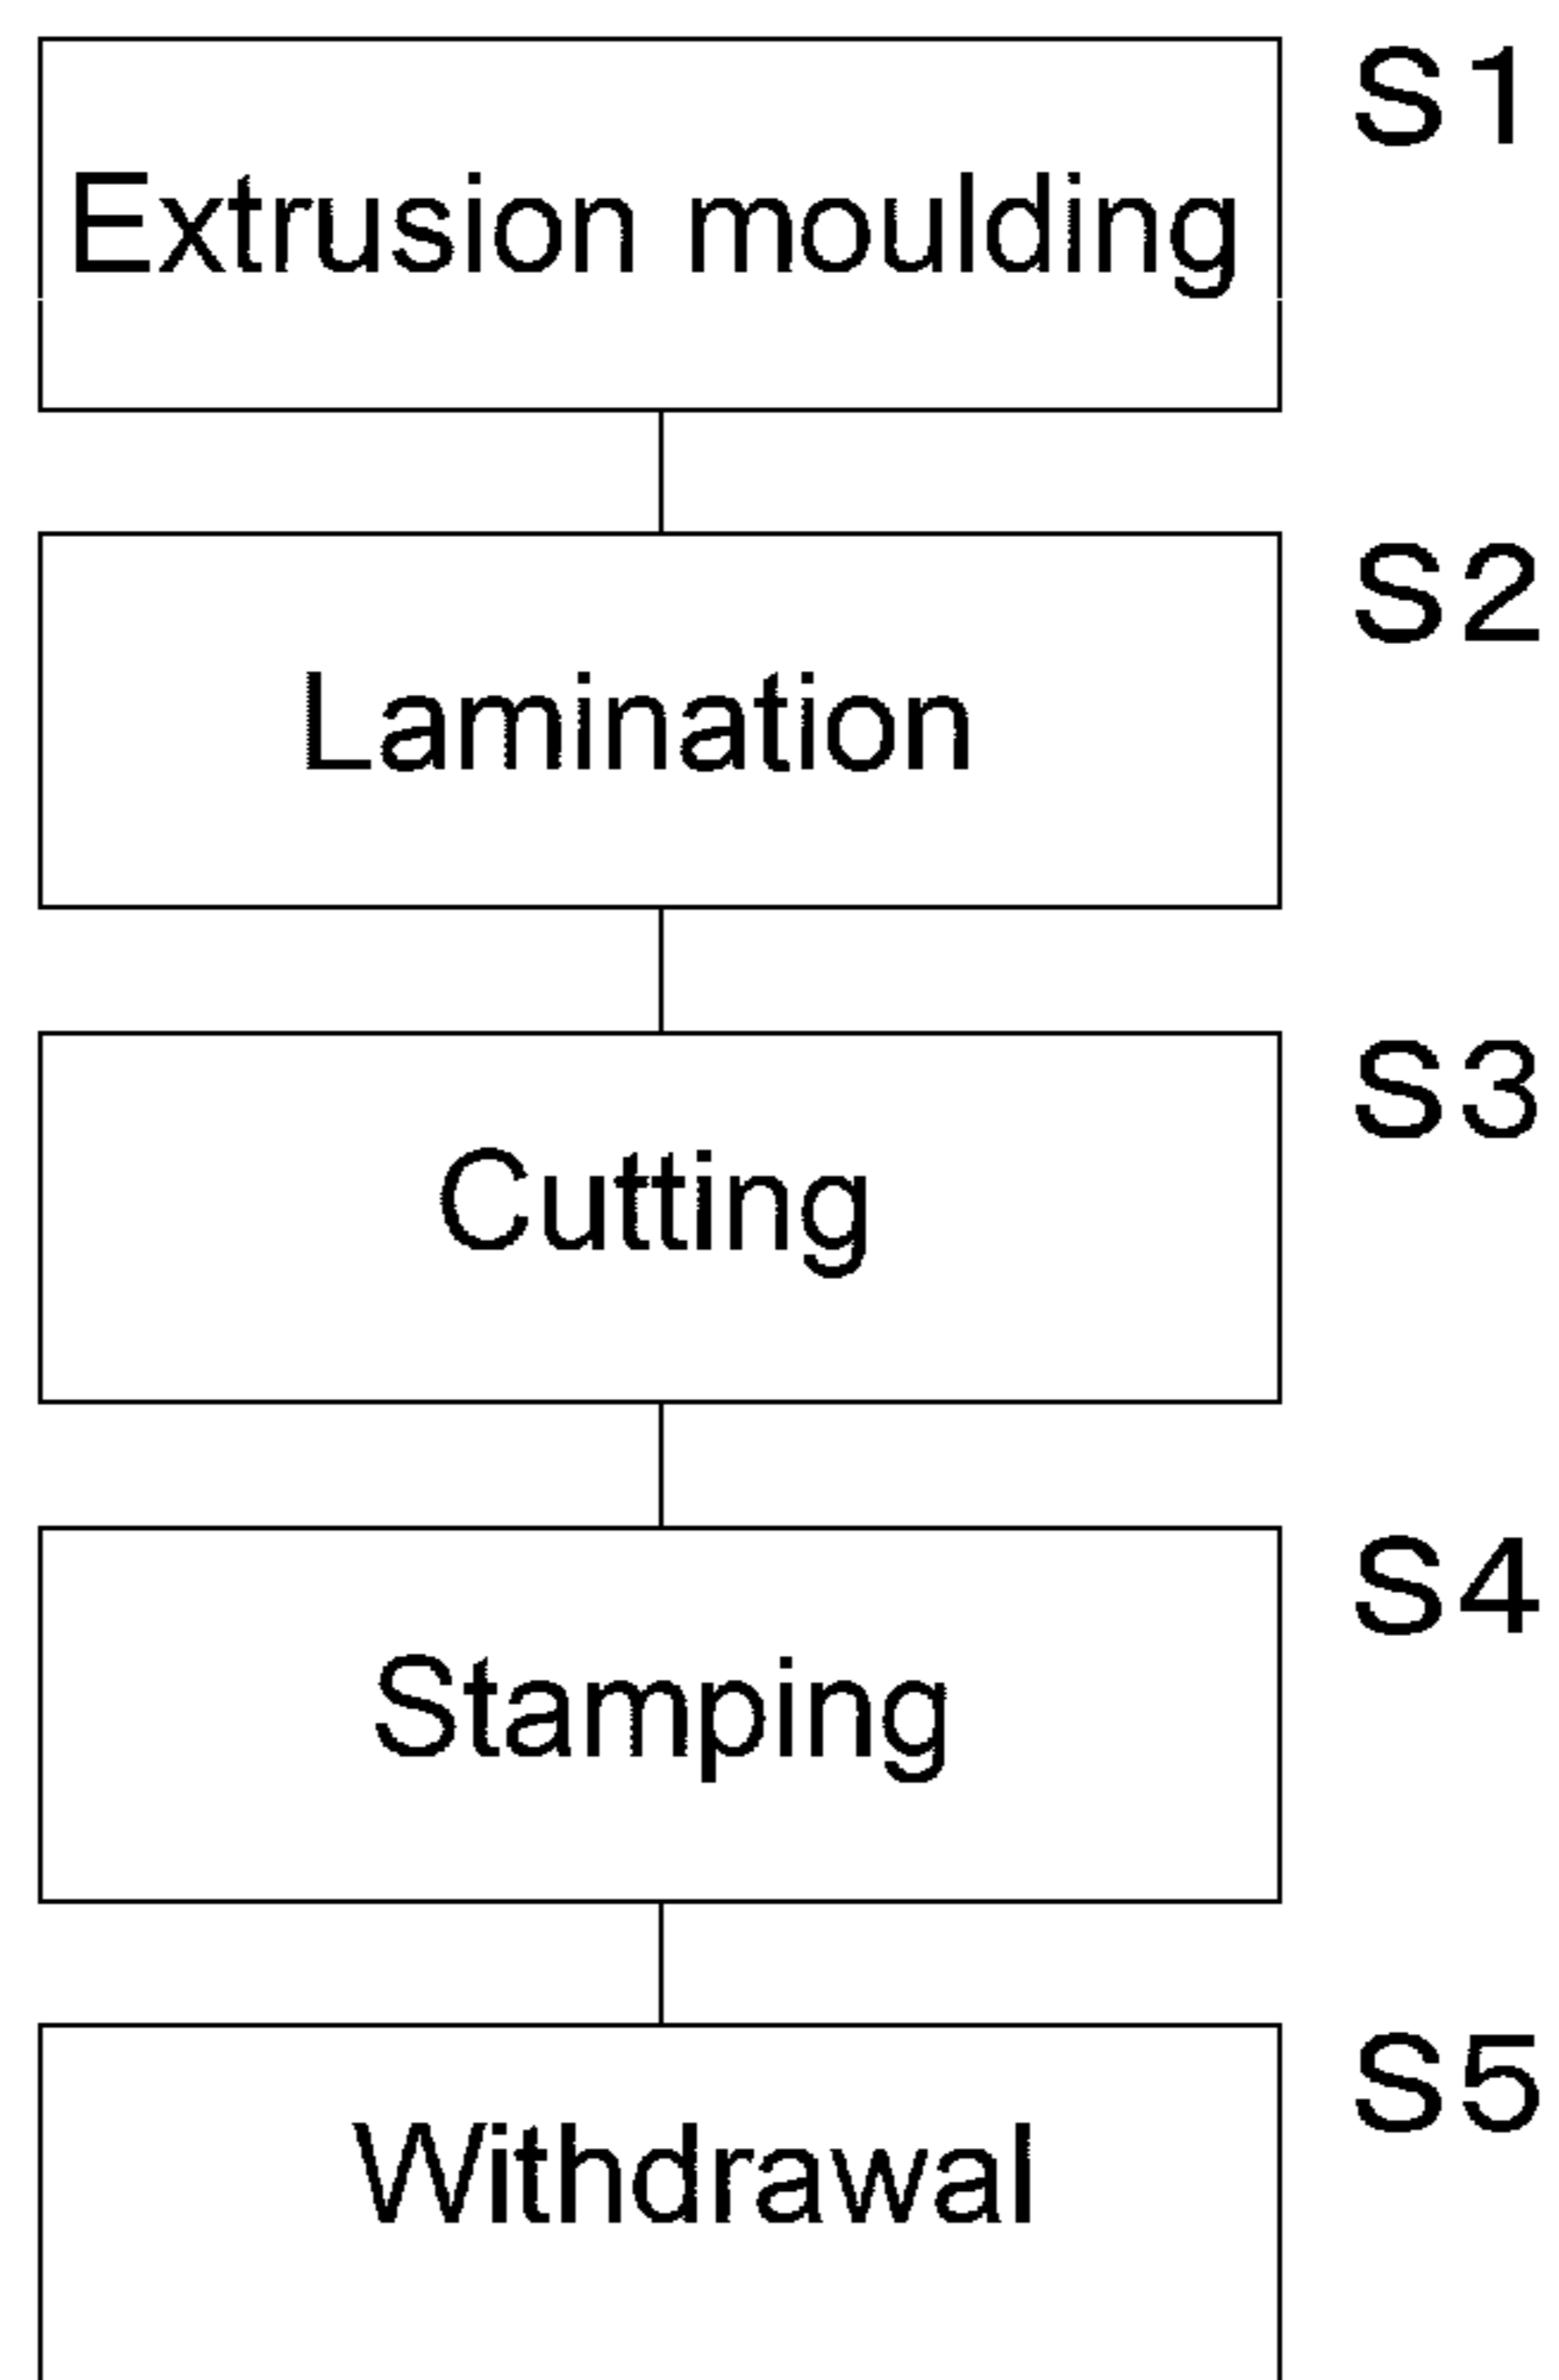 S1
Extrusion moulding
S2
Lamination
S3
Cutting
S4
Stamping
S5
Withdrawal